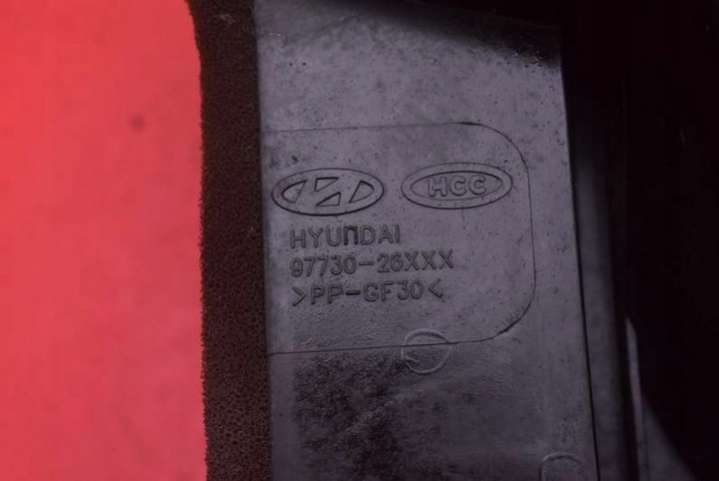 HCC
HYUNDAI
97730-26XXX
>PP-GF30<